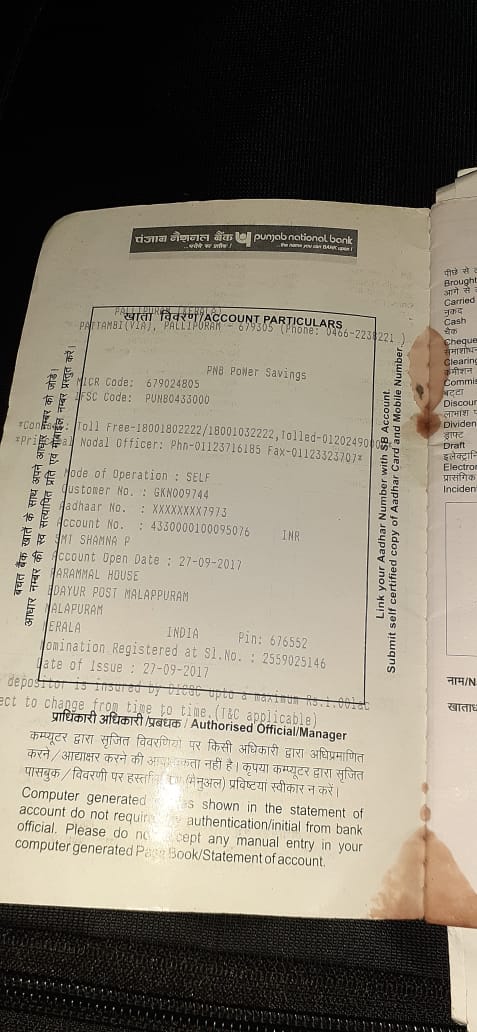 पंजाब नैशनल बैंक punjab national bank
...भरोसे का प्रतीक ! ...the name you can BANK upon !
PALLIPURAM (KERALA)
खाता विवरण/ACCOUNT PARTICULARS
PATTAMBI(VIA), PALLIPURAM - 679305 (Phone: 0466-2238221 )
PNB PoWer Savings
MICR Code: 679024805
IFSC Code: PUNB0433000
Toll Free-18001802222/18001032222,Tolled-0120249000
Nodal Officer: Phn-01123716185 Fax-01123323707*
Mode of Operation : SELF
Customer No. : GKN009744
Aadhaar No. : XXXXXXXX7973
Account No. : 4330000100095076 INR
SMT SHAMNA P
Account Open Date : 27-09-2017
PARAMMAL HOUSE
EDAYUR POST MALAPPURAM
MALAPURAM
KERALA INDIA Pin: 676552
Nomination Registered at Sl.No. : 2559025146
Date of Issue : 27-09-2017
depositor is insured by DICGC upto a maximum Rs.1.00lac
ect to change from time to time.(T&C applicable)
प्राधिकारी अधिकारी/प्रबंधक / Authorised Official/Manager
कम्प्यूटर द्वारा सृजित विवरणियों पर किसी अधिकारी द्वारा अधिप्रमाणित
करने/आद्याक्षर करने की आवश्यकता नहीं है। कृपया कम्प्यूटर द्वारा सृजित
पासबुक/विवरणी पर (मैनुअल) प्रविष्टियां स्वीकार न करें।
Computer generated shown in the statement of
account do not require authentication/initial from bank
official. Please do not accept any manual entry in your
computer generated Pass Book/Statement of account.
बचत बैंक खाते के साथ अपने आधार नम्बर को जोड़ें।
आधार नम्बर की स्व सत्यापित प्रति एवं मोबाईल नम्बर प्रस्तुत करें।
Link your Aadhar Number with SB Account.
Submit self certified copy of Aadhar Card and Mobile Number.
पीछे से
Brought
आगे से
Carried
नकद
Cash
चैक
Cheque
समाशोधन
Clearing
कमीशन
Commis
बट्टा
Discou
लाभांश
Dividen
ड्राफ्ट
Draft
इलेक्ट्रानि
Electron
प्रासंगिक
Inciden
नाम/N
खाताध